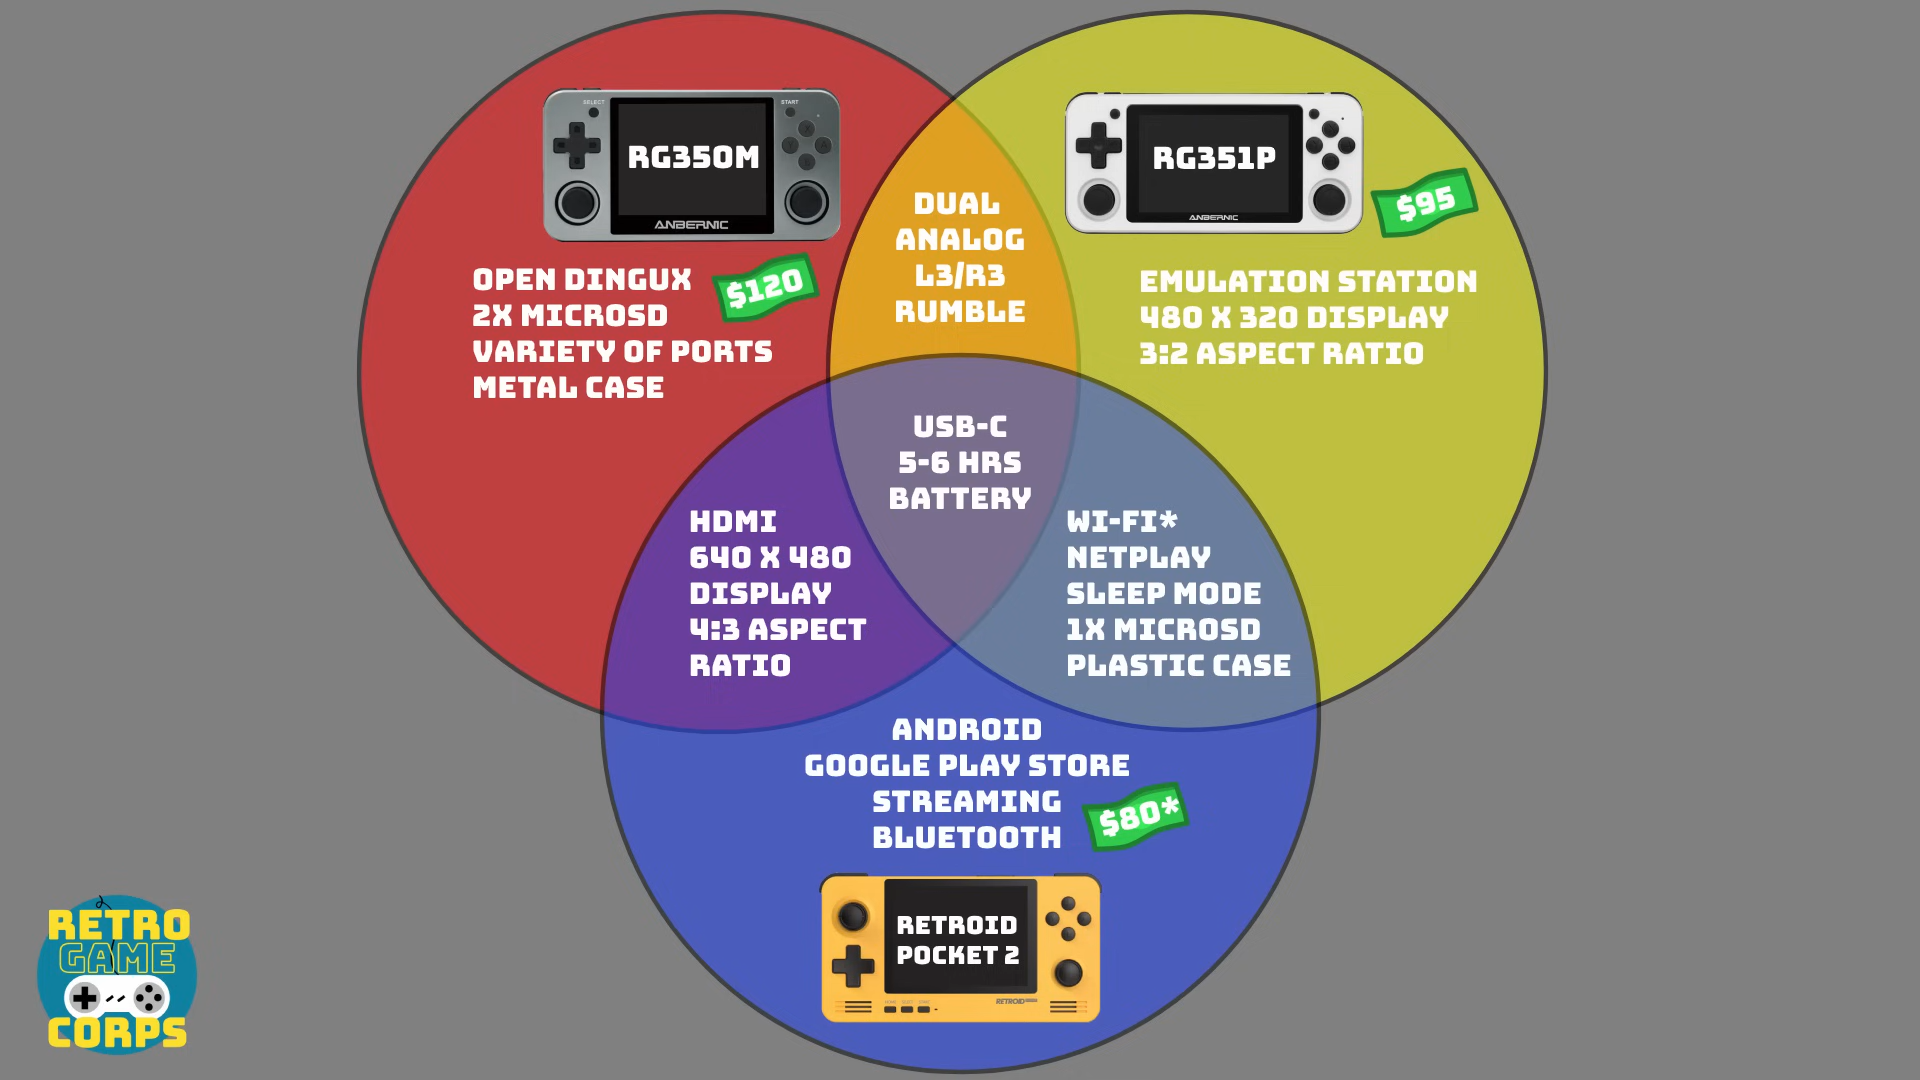 SELECT
START
RG350M
ANBERNIC
OPEN DINGUX
2X MICROSD
VARIETY OF PORTS
METAL CASE
$120
DUAL
ANALOG
L3/R3
RUMBLE
RG351P
ANBERNIC
$95
EMULATION STATION
480 X 320 DISPLAY
3:2 ASPECT RATIO
USB-C
5-6 HRS
BATTERY
HDMI
640 X 480
DISPLAY
4:3 ASPECT
RATIO
WI-FI*
NETPLAY
SLEEP MODE
1X MICROSD
PLASTIC CASE
ANDROID
GOOGLE PLAY STORE
STREAMING
BLUETOOTH
$80*
RETROID
POCKET 2
RETROID
RETRO
GAME
CORPS